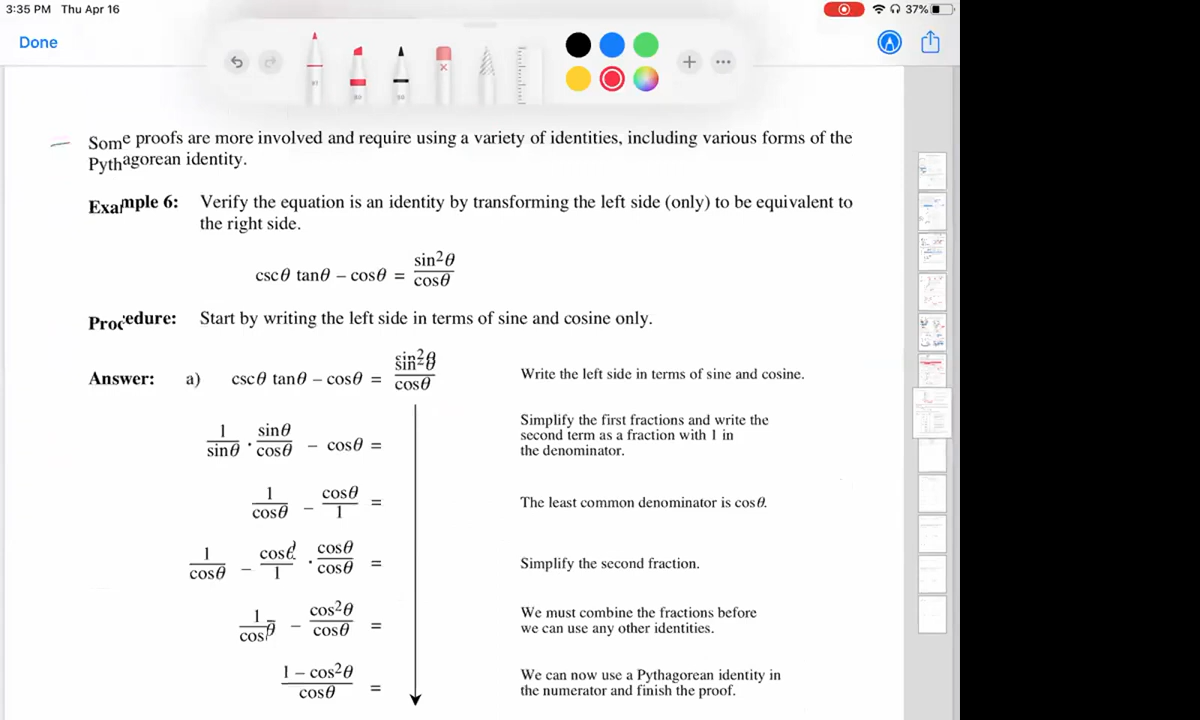 3:35 PM Thu Apr 16
37%
Done
Some proofs are more involved and require using a variety of identities, including various forms of the
Pythagorean identity.
Example 6: Verify the equation is an identity by transforming the left side (only) to be equivalent to
the right side.
cscθ tanθ − cosθ = sin²θ/cosθ
Procedure: Start by writing the left side in terms of sine and cosine only.
Answer: a) cscθ tanθ − cosθ = sin²θ/cosθ Write the left side in terms of sine and cosine.
1/sinθ · sinθ/cosθ − cosθ = Simplify the first fractions and write the
second term as a fraction with 1 in
the denominator.
1/cosθ − cosθ/1 = The least common denominator is cosθ.
1/cosθ − cosθ/1 · cosθ/cosθ = Simplify the second fraction.
1/cosθ − cos²θ/cosθ = We must combine the fractions before
we can use any other identities.
1 − cos²θ/cosθ = We can now use a Pythagorean identity in
the numerator and finish the proof.